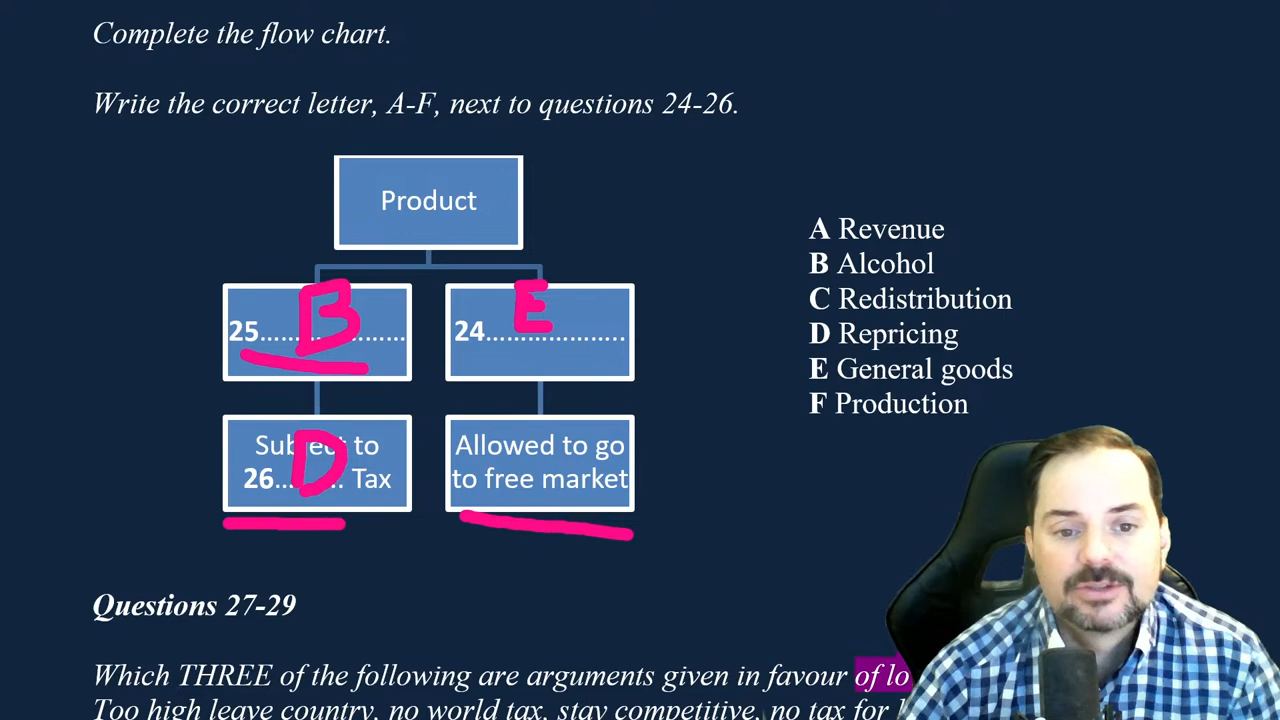 Complete the flow chart.
Write the correct letter, A-F, next to questions 24-26.
Product
25.................... B
24.................... E
Subject to
26.......... Tax
D
Allowed to go
to free market
A Revenue
B Alcohol
C Redistribution
D Repricing
E General goods
F Production
Questions 27-29
Which THREE of the following are arguments given in favour of lo
Too high leave country, no world tax, stay competitive, no tax for